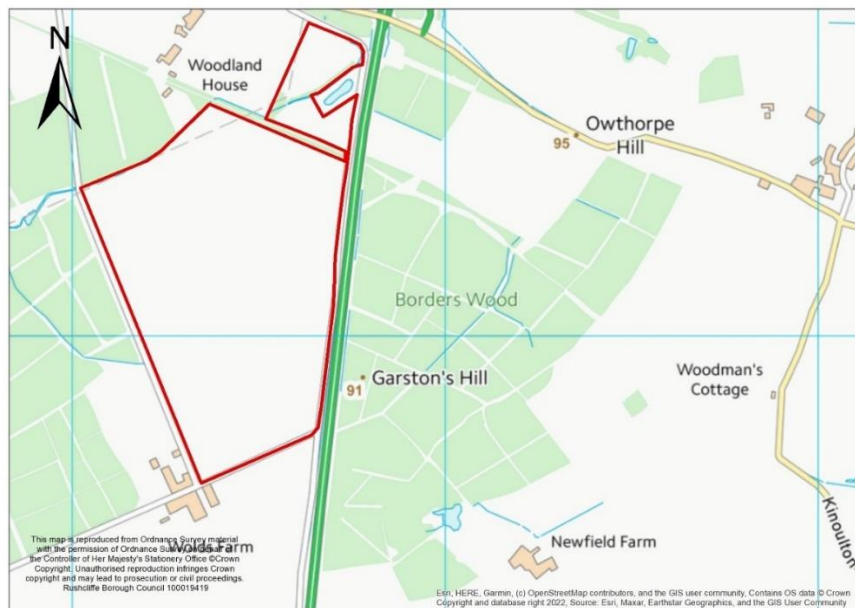 N
Woodland
House
Owthorpe
Hill
95
Borders Wood
Garston's Hill
91
Woodman's
Cottage
Kinoulton
Newfield Farm
Wolds Farm
This map is reproduced from Ordnance Survey material
with the permission of Ordnance Survey on behalf of
the Controller of Her Majesty's Stationery Office ©Crown
Copyright. Unauthorised reproduction infringes Crown
copyright and may lead to prosecution or civil proceedings.
Rushcliffe Borough Council 100019419
Esri, HERE, Garmin, (c) OpenStreetMap contributors, and the GIS user community, Contains OS data © Crown
Copyright and database right 2022, Source: Esri, Maxar, Earthstar Geographics, and the GIS User Community